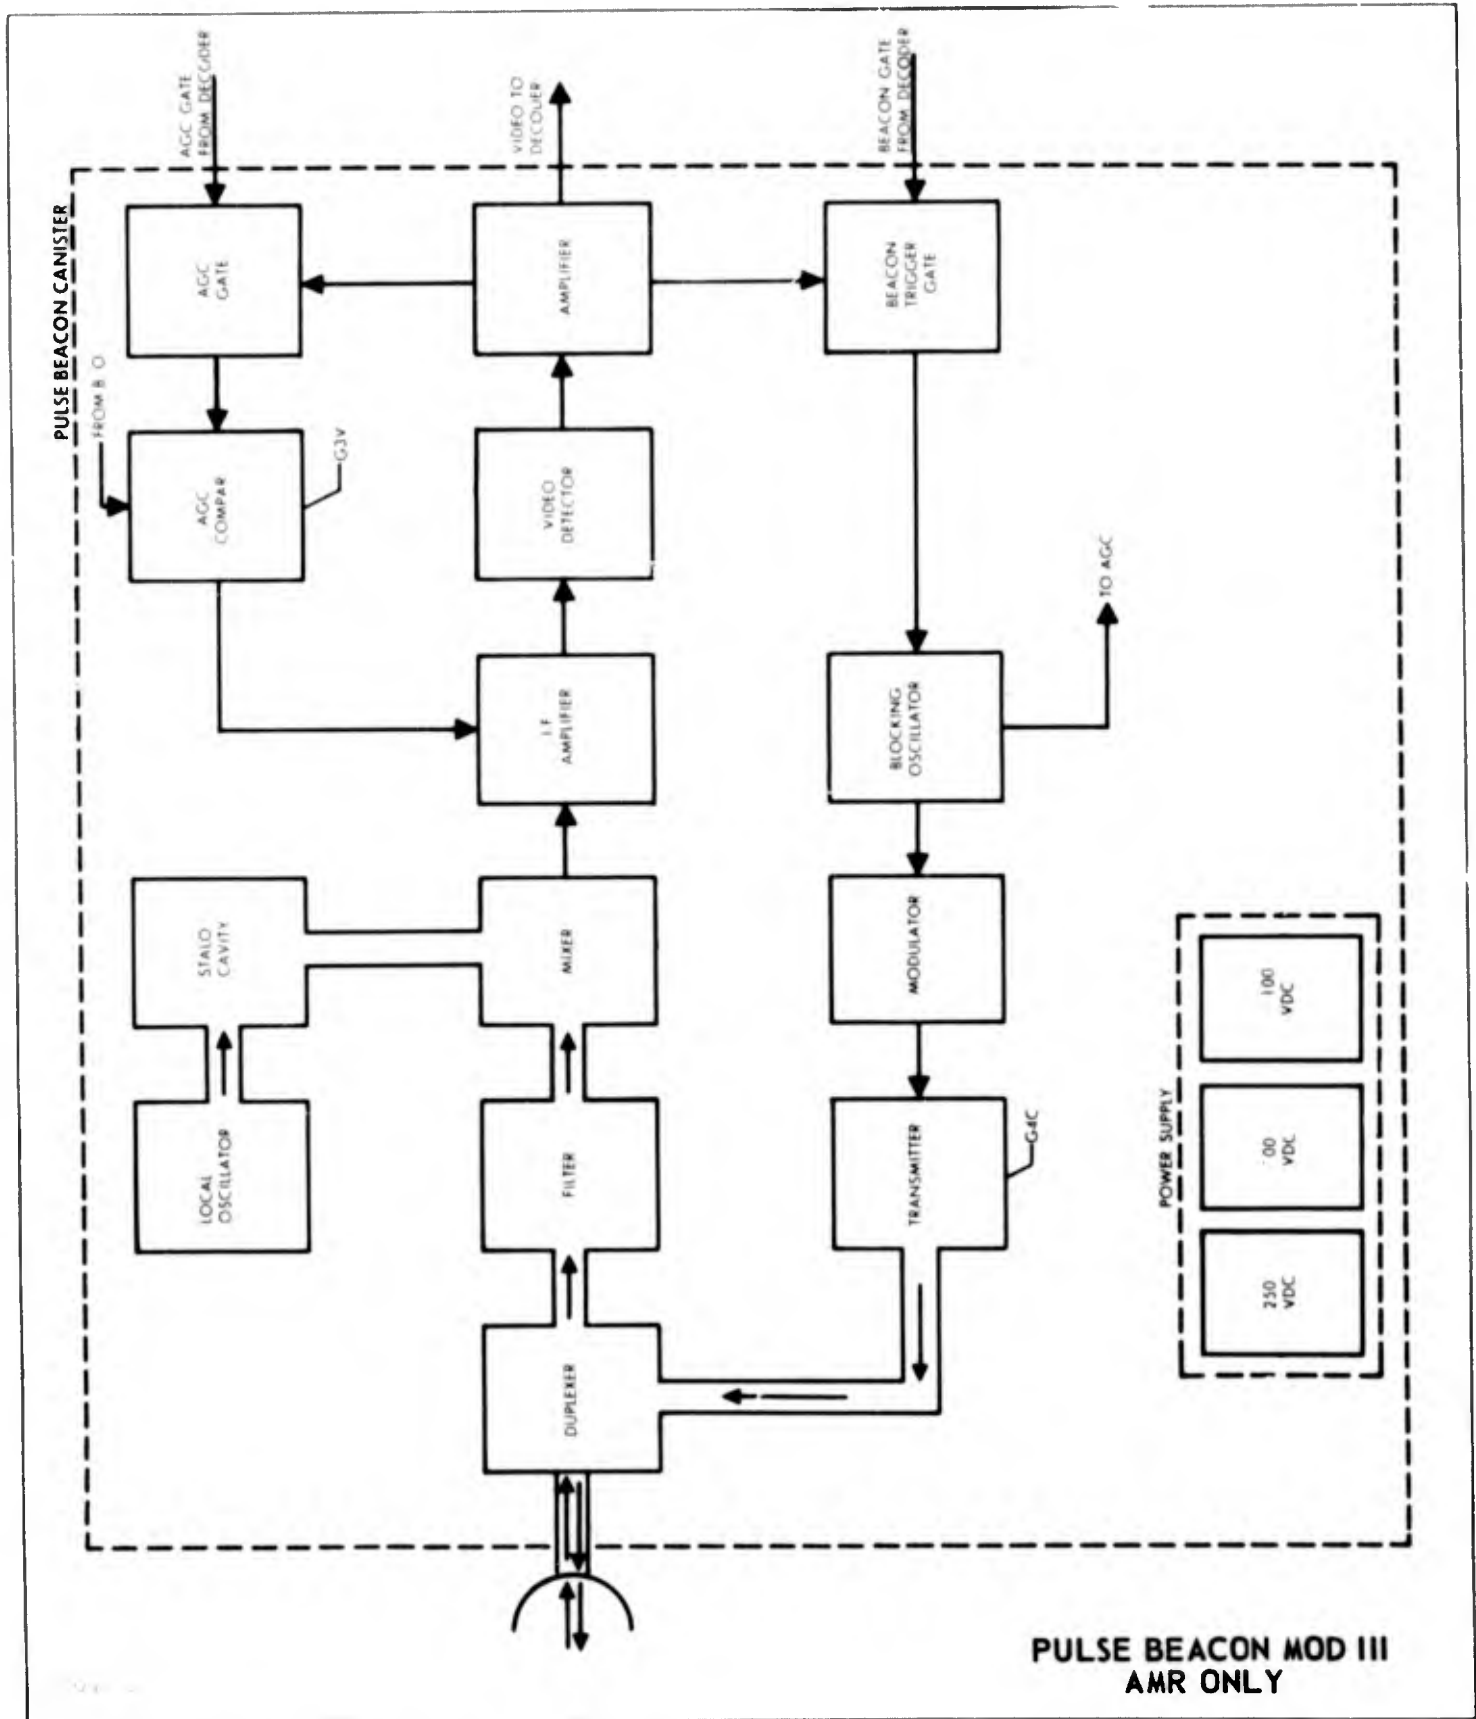 PULSE BEACON CANISTER
AGC GATE
FROM DECODER
VIDEO TO
DECODER
BEACON GATE
FROM DECODER
FROM B O
AGC
GATE
AMPLIFIER
BEACON
TRIGGER
GATE
AGC
COMPAR
G3V
VIDEO
DETECTOR
I F
AMPLIFIER
BLOCKING
OSCILLATOR
TO AGC
STALO
CAVITY
MIXER
MODULATOR
LOCAL
OSCILLATOR
FILTER
TRANSMITTER
G4C
DUPLEXER
POWER SUPPLY
250
VDC
00
VDC
100
VDC
PULSE BEACON MOD III
AMR ONLY